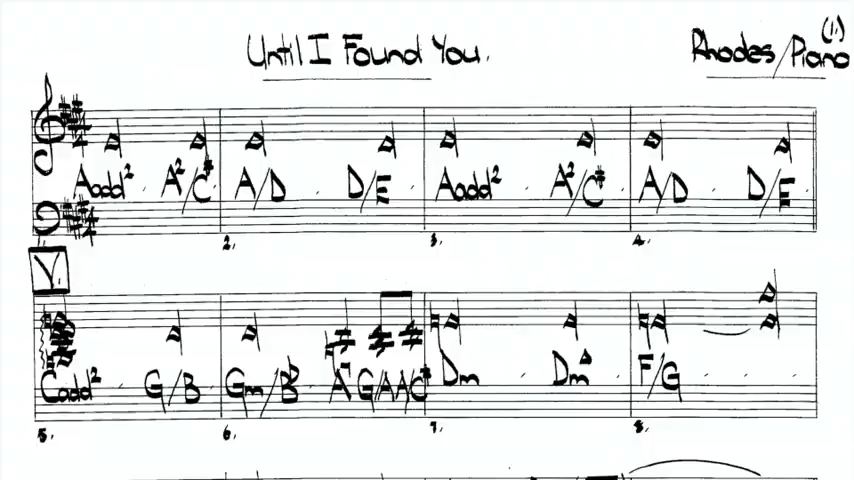 (1.)
Until I Found You.
Rhodes/Piano
Aadd² A²/C# A/D D/E Aadd² A²/C# A/D D/E
2. 3. 4.
V.
Cadd² G/B Gm/Bb A⁻ G/A A/C# Dm Dm△ F/G
5. 6. 7. 8.